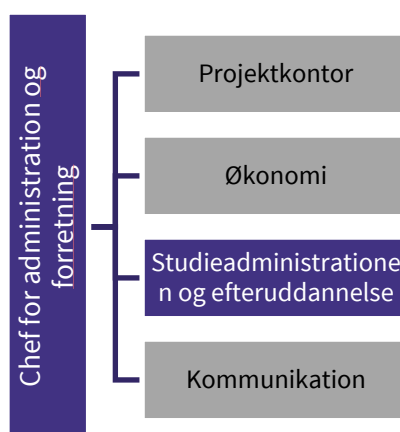 Chef for administration og
forretning
Projektkontor
Økonomi
Studieadministratione
n og efteruddannelse
Kommunikation